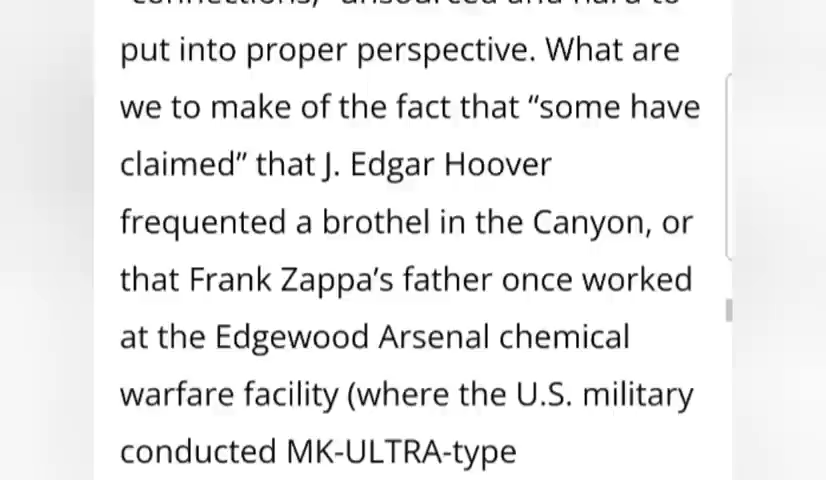 put into proper perspective. What are
we to make of the fact that “some have
claimed” that J. Edgar Hoover
frequented a brothel in the Canyon, or
that Frank Zappa’s father once worked
at the Edgewood Arsenal chemical
warfare facility (where the U.S. military
conducted MK-ULTRA-type